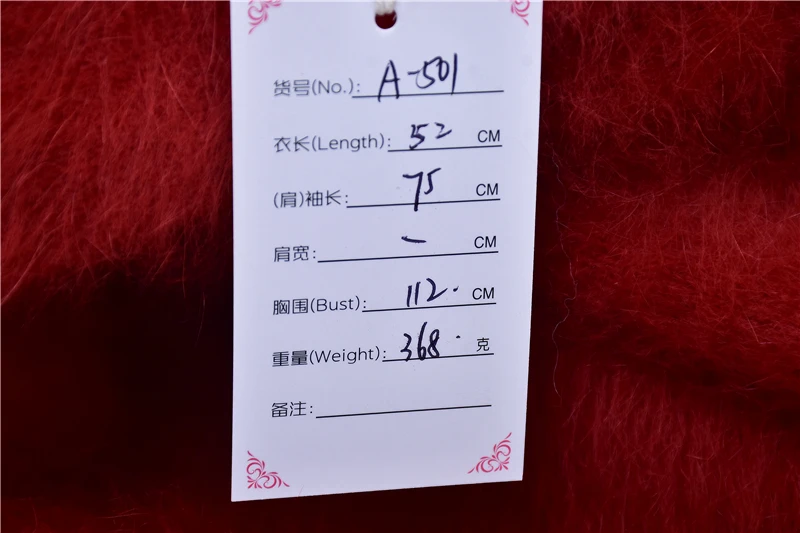 货号(No.): A-501
衣长(Length): 52 CM
(肩)袖长: 75 CM
肩宽: - CM
胸围(Bust): 112. CM
重量(Weight): 368. 克
备注: